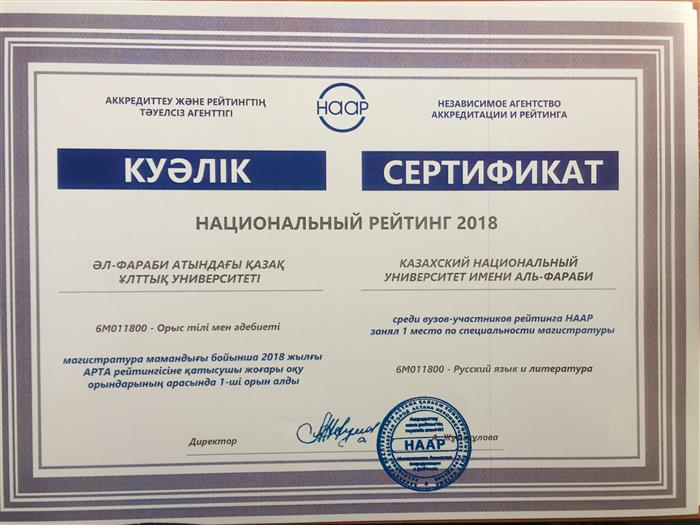 АККРЕДИТТЕУ ЖӘНЕ РЕЙТИНГТІҢ
ТӘУЕЛСІЗ АГЕНТТІГІ
НААР
НЕЗАВИСИМОЕ АГЕНТСТВО
АККРЕДИТАЦИИ И РЕЙТИНГА
КУӘЛІК
СЕРТИФИКАТ
НАЦИОНАЛЬНЫЙ РЕЙТИНГ 2018
ӘЛ-ФАРАБИ АТЫНДАҒЫ ҚАЗАҚ
ҰЛТТЫҚ УНИВЕРСИТЕТІ
6М011800 - Орыс тілі мен әдебиеті
магистратура мамандығы бойынша 2018 жылғы
АРТА рейтингісіне қатысушы жоғары оқу
орындарының арасында 1-ші орын алды
КАЗАХСКИЙ НАЦИОНАЛЬНЫЙ
УНИВЕРСИТЕТ ИМЕНИ АЛЬ-ФАРАБИ
среди вузов-участников рейтинга НААР
занял 1 место по специальности магистратуры
6М011800 - Русский язык и литература
Директор
НААР